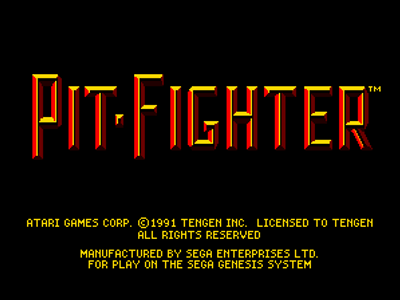 PIT-FIGHTER™
ATARI GAMES CORP. ©1991 TENGEN INC. LICENSED TO TENGEN
ALL RIGHTS RESERVED
MANUFACTURED BY SEGA ENTERPRISES LTD.
FOR PLAY ON THE SEGA GENESIS SYSTEM